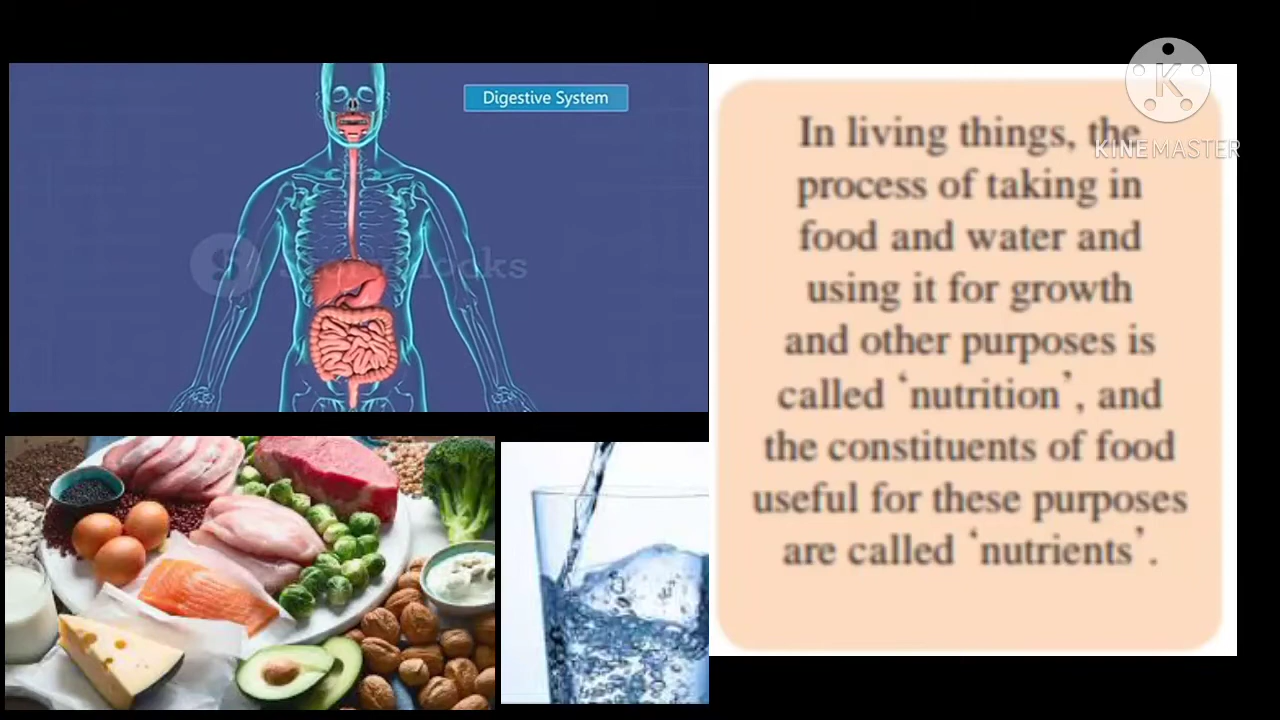 Digestive System
In living things, the
process of taking in
food and water and
using it for growth
and other purposes is
called ‘nutrition’, and
the constituents of food
useful for these purposes
are called ‘nutrients’.
K
KINEMASTER